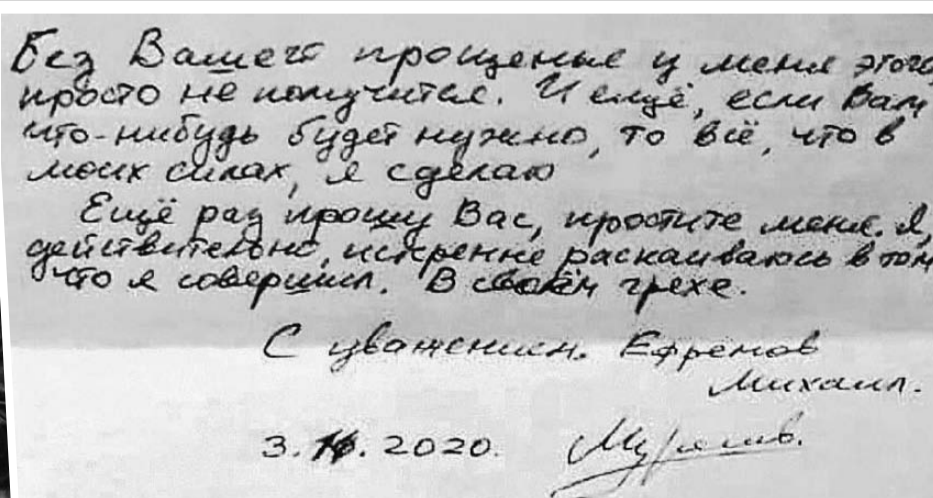 Без Вашего прощенье у меня этого
просто не получится. И ещё, если Вам
что-нибудь будет нужно, то всё, что в
моих силах, я сделаю
Ещё раз прошу Вас, простите меня. Я,
действительно, искренне раскаиваюсь в том
что я совершил. В своём грехе.
С уважением. Ефремов
Михаил.
3. . 2020.